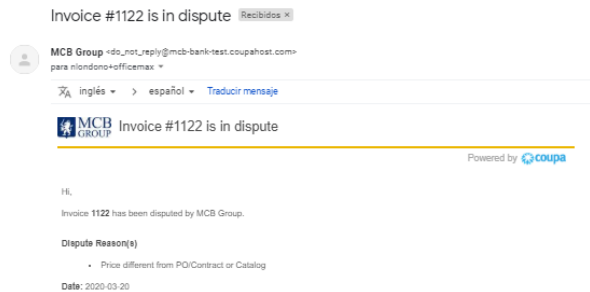 Invoice #1122 is in dispute Recibidos ×
MCB Group <do_not_reply@mcb-bank-test.coupahost.com>
para nlondono+officemax
inglés > español Traducir mensaje
MCB GROUP Invoice #1122 is in dispute
Powered by coupa
Hi,
Invoice 1122 has been disputed by MCB Group.
Dispute Reason(s)
• Price different from PO/Contract or Catalog
Date: 2020-03-20